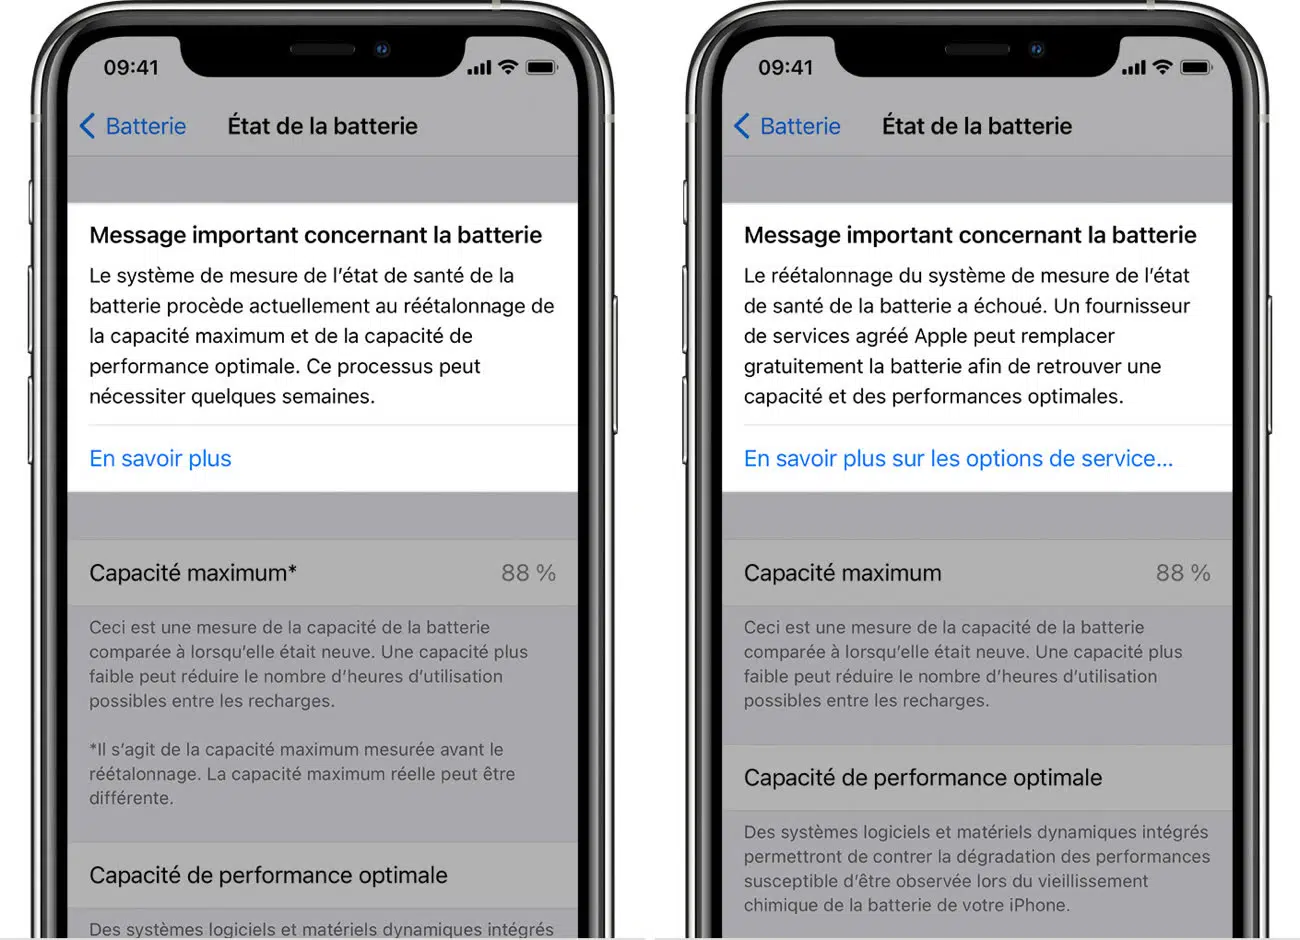 09:41
Batterie État de la batterie
Message important concernant la batterie
Le système de mesure de l’état de santé de la
batterie procède actuellement au réétalonnage de
la capacité maximum et de la capacité de
performance optimale. Ce processus peut
nécessiter quelques semaines.
En savoir plus
Capacité maximum* 88 %
Ceci est une mesure de la capacité de la batterie
comparée à lorsqu’elle était neuve. Une capacité plus
faible peut réduire le nombre d’heures d’utilisation
possibles entre les recharges.
*Il s’agit de la capacité maximum mesurée avant le
réétalonnage. La capacité maximum réelle peut être
différente.
Capacité de performance optimale
Des systèmes logiciels et matériels dynamiques intégrés
09:41
Batterie État de la batterie
Message important concernant la batterie
Le réétalonnage du système de mesure de l’état
de santé de la batterie a échoué. Un fournisseur
de services agréé Apple peut remplacer
gratuitement la batterie afin de retrouver une
capacité et des performances optimales.
En savoir plus sur les options de service...
Capacité maximum 88 %
Ceci est une mesure de la capacité de la batterie
comparée à lorsqu’elle était neuve. Une capacité plus
faible peut réduire le nombre d’heures d’utilisation
possibles entre les recharges.
Capacité de performance optimale
Des systèmes logiciels et matériels dynamiques intégrés
permettront de contrer la dégradation des performances
susceptible d’être observée lors du vieillissement
chimique de la batterie de votre iPhone.